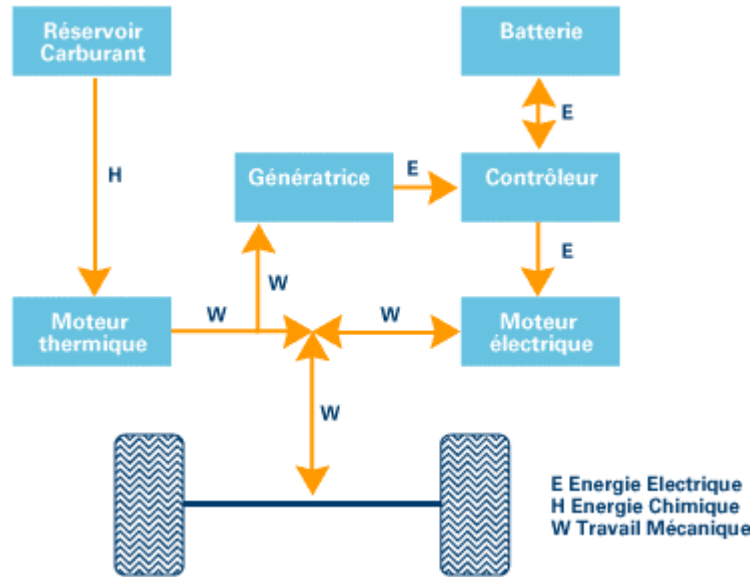 Réservoir
Carburant
Batterie
E
Génératrice
E
Contrôleur
H
E
W
Moteur
thermique
W
W
Moteur
électrique
W
E Energie Electrique
H Energie Chimique
W Travail Mécanique